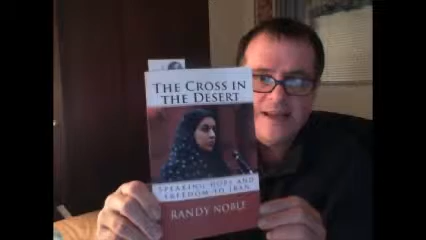 THE CROSS IN
THE DESERT
SPEAKING HOPE AND
FREEDOM TO IRAN
RANDY NOBLE